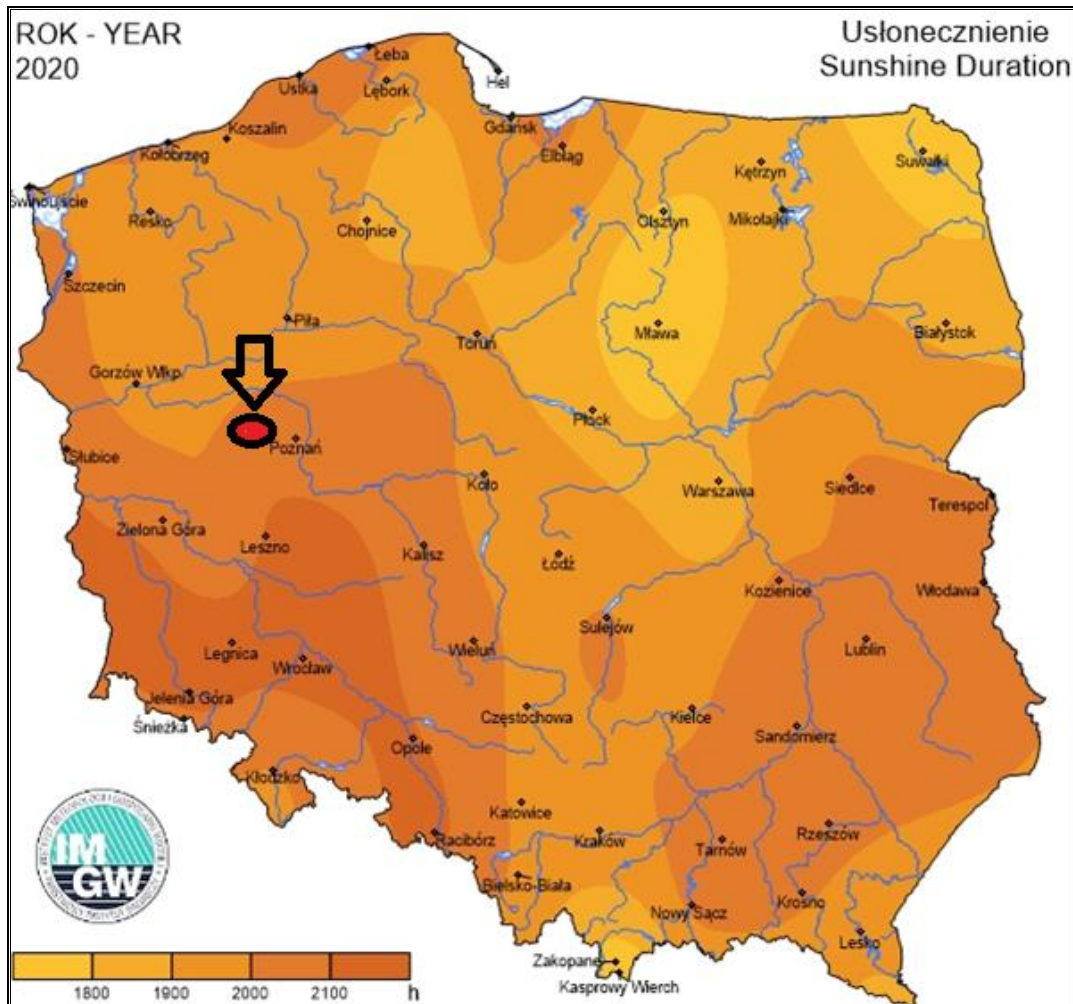 ROK - YEAR
2020
Usłonecznienie
Sunshine Duration
Łeba
Ustka
Lębork
Hel
Koszalin
Gdańsk
Kołobrzeg
Elbląg
Suwałki
Kętrzyn
Świnoujście
Resko
Chojnice
Olsztyn
Mikołajki
Szczecin
Piła
Toruń
Mława
Białystok
Gorzów Wlkp.
Płock
Słubice
Poznań
Koło
Warszawa
Siedlce
Terespol
Zielona Góra
Leszno
Kalisz
Łódź
Kozienice
Włodawa
Sulejów
Legnica
Wrocław
Wieluń
Lublin
Jelenia Góra
Śnieżka
Częstochowa
Kielce
Sandomierz
Opole
Kłodzko
Katowice
Racibórz
Kraków
Tarnów
Rzeszów
Bielsko-Biała
Nowy Sącz
Krosno
Lesko
Zakopane
Kasprowy Wierch
IM
GW
1800 1900 2000 2100 h